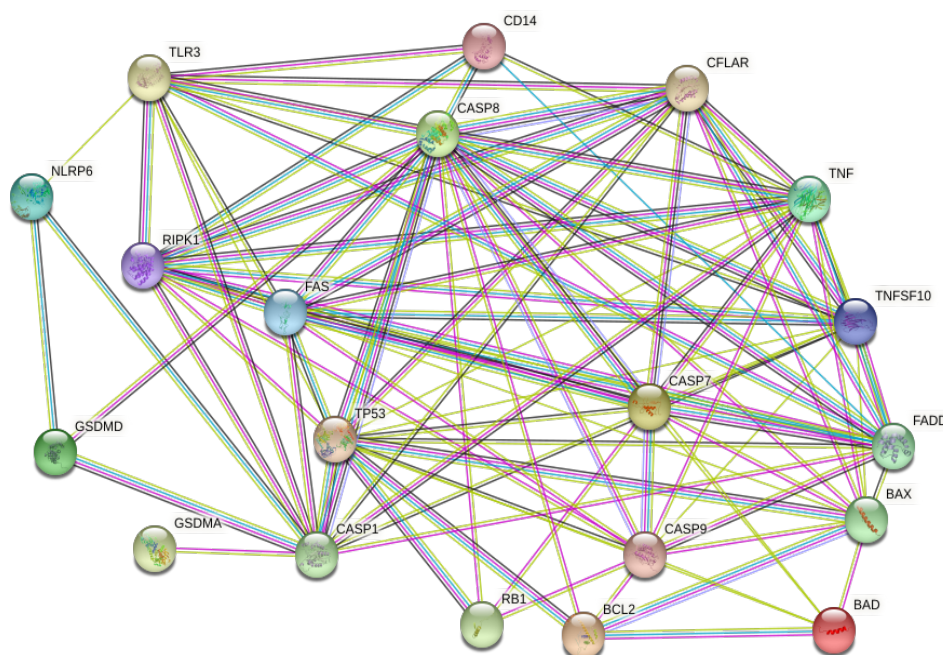 CD14
TLR3
CFLAR
CASP8
NLRP6
TNF
RIPK1
FAS
TNFSF10
CASP7
TP53
GSDMD
FADD
BAX
GSDMA
CASP1
CASP9
RB1
BCL2
BAD